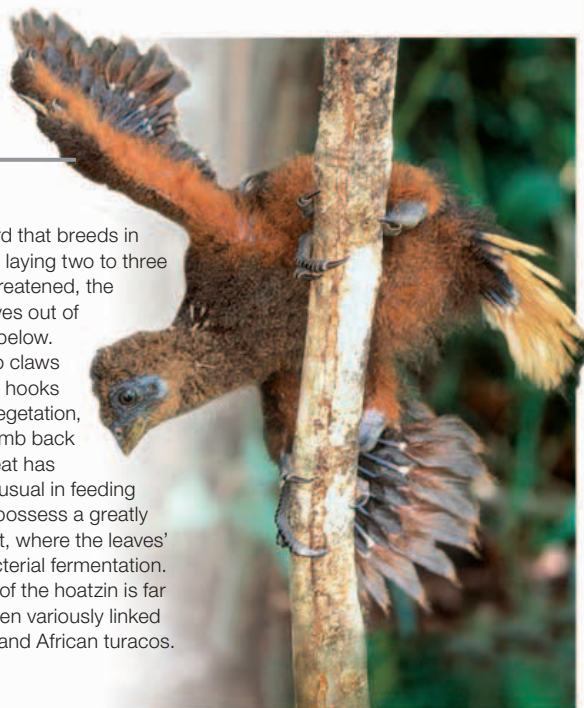 rd that breeds in
laying two to three
reatened, the
ves out of
below.
o claws
hooks
egetation,
mb back
eat has
usual in feeding
possess a greatly
t, where the leaves'
cterial fermentation.
of the hoatzin is far
en variously linked
and African turacos.